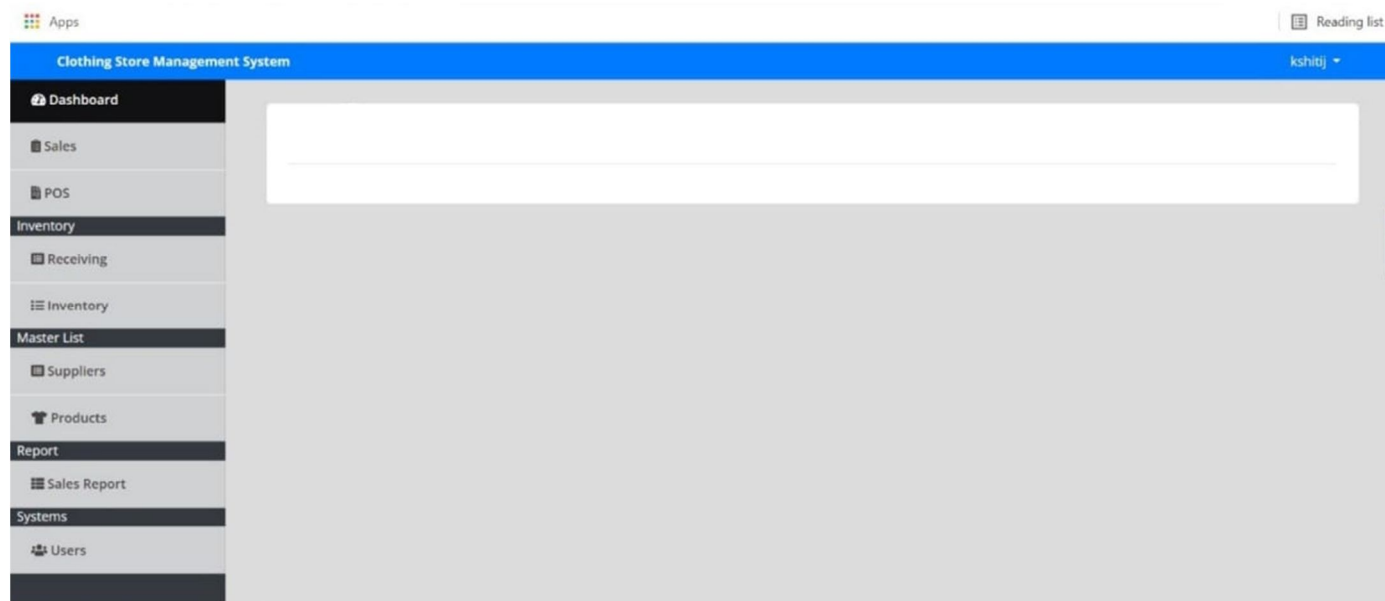 Apps
Reading list
Clothing Store Management System
kshitij
Dashboard
Sales
POS
Inventory
Receiving
Inventory
Master List
Suppliers
Products
Report
Sales Report
Systems
Users